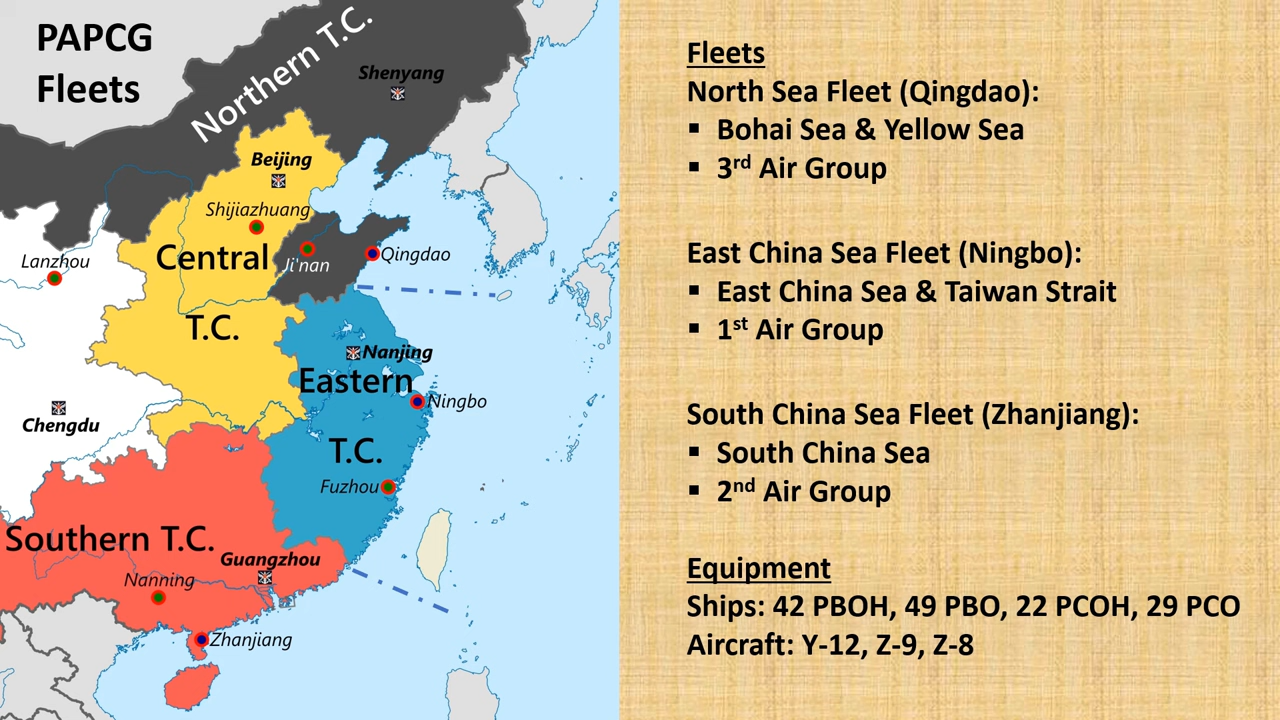 PAPCG
Fleets
Northern T.C.
Shenyang
Beijing
Shijiazhuang
Lanzhou
Central
Ji'nan
Qingdao
T.C.
Nanjing
Eastern
Ningbo
Chengdu
T.C.
Fuzhou
Southern T.C.
Guangzhou
Nanning
Zhanjiang
Fleets
North Sea Fleet (Qingdao):
▪ Bohai Sea & Yellow Sea
▪ 3rd Air Group
East China Sea Fleet (Ningbo):
▪ East China Sea & Taiwan Strait
▪ 1st Air Group
South China Sea Fleet (Zhanjiang):
▪ South China Sea
▪ 2nd Air Group
Equipment
Ships: 42 PBOH, 49 PBO, 22 PCOH, 29 PCO
Aircraft: Y-12, Z-9, Z-8